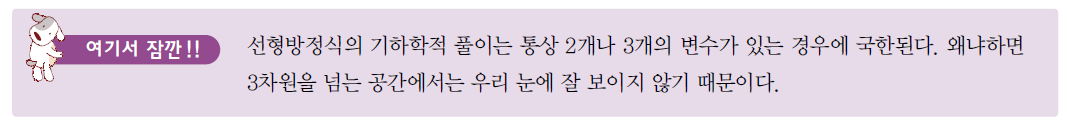 여기서 잠깐!!
선형방정식의 기하학적 풀이는 통상 2개나 3개의 변수가 있는 경우에 국한된다. 왜냐하면
3차원을 넘는 공간에서는 우리 눈에 잘 보이지 않기 때문이다.